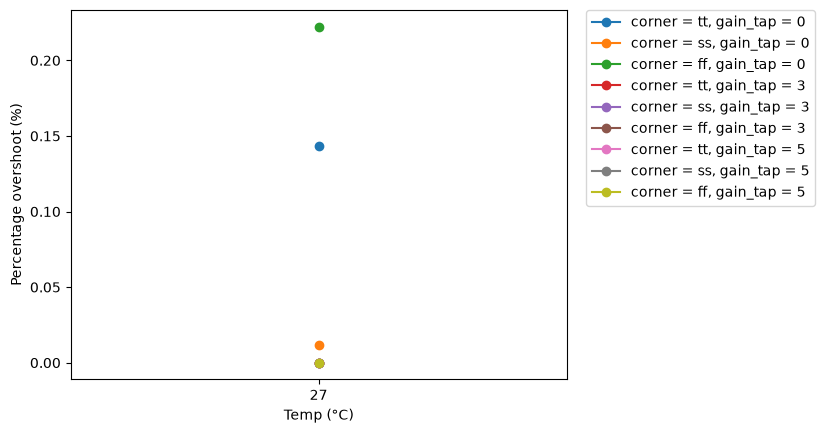 corner = tt, gain_tap = 0
corner = ss, gain_tap = 0
corner = ff, gain_tap = 0
corner = tt, gain_tap = 3
corner = ss, gain_tap = 3
corner = ff, gain_tap = 3
corner = tt, gain_tap = 5
corner = ss, gain_tap = 5
corner = ff, gain_tap = 5
Percentage overshoot (%)
0.20
0.15
0.10
0.05
0.00
27
Temp (°C)